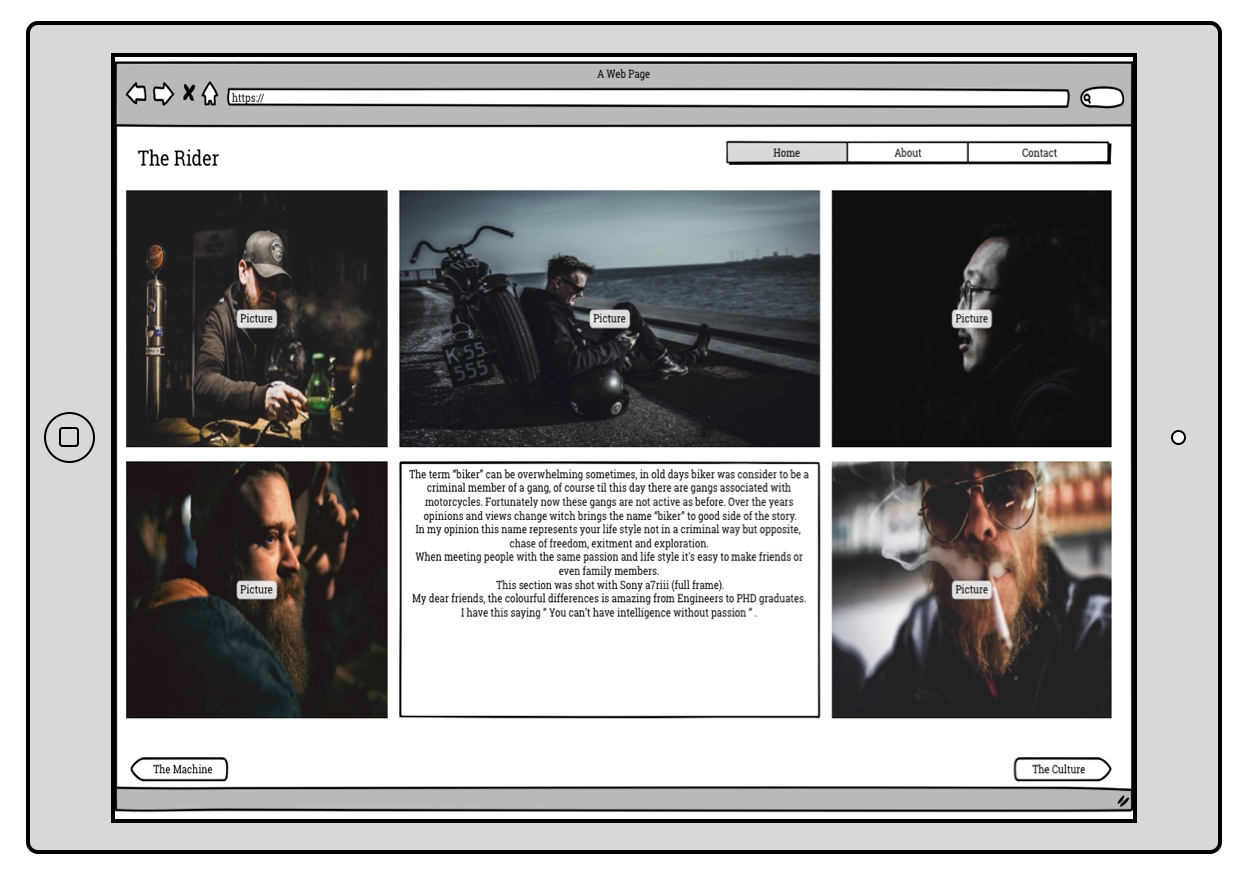 A Web Page
https://
The Rider
Home About Contact
Picture
Picture
Picture
K·55
555
Picture
The term "biker" can be overwhelming sometimes, in old days biker was consider to be a
criminal member of a gang, of course til this day there are gangs associated with
motorcycles. Fortunately now these gangs are not active as before. Over the years
opinions and views change witch brings the name "biker" to good side of the story.
In my opinion this name represents your life style not in a criminal way but opposite,
chase of freedom, exitment and exploration.
When meeting people with the same passion and life style it's easy to make friends or
even family members.
This section was shot with Sony a7riii (full frame).
My dear friends, the colourful differences is amazing from Engineers to PHD graduates.
I have this saying " You can't have intelligence without passion " .
Picture
The Machine
The Culture